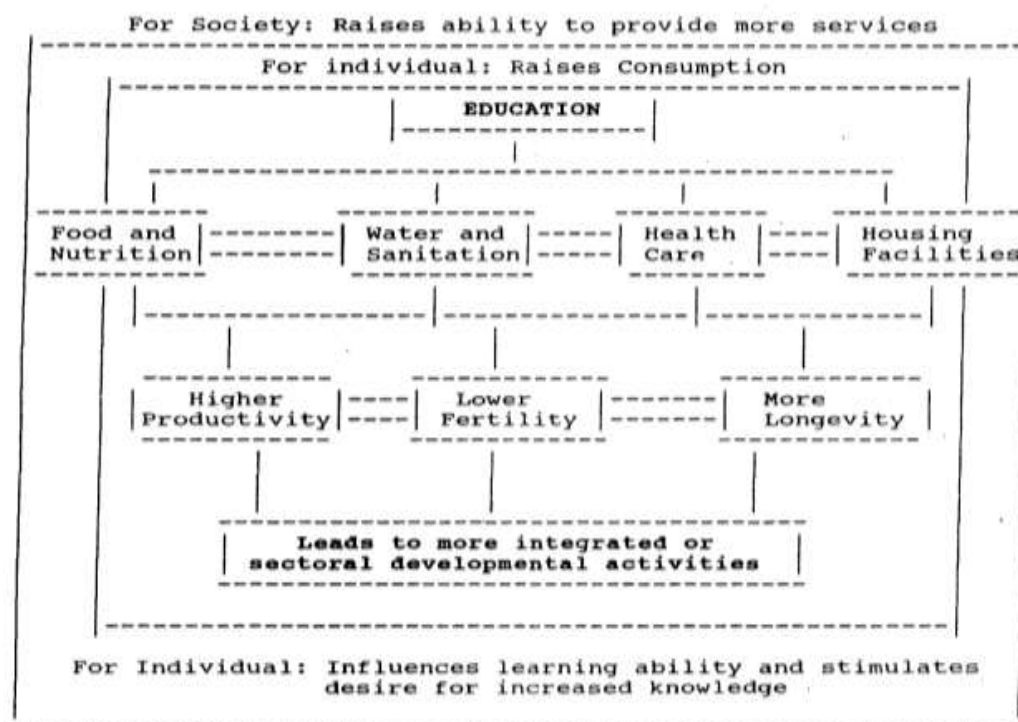 For Society: Raises ability to provide more services
For individual: Raises Consumption
EDUCATION
Food and
Nutrition
Water and
Sanitation
Health
Care
Housing
Facilities
Higher
Productivity
Lower
Fertility
More
Longevity
Leads to more integrated or
sectoral developmental activities
For Individual: Influences learning ability and stimulates
desire for increased knowledge